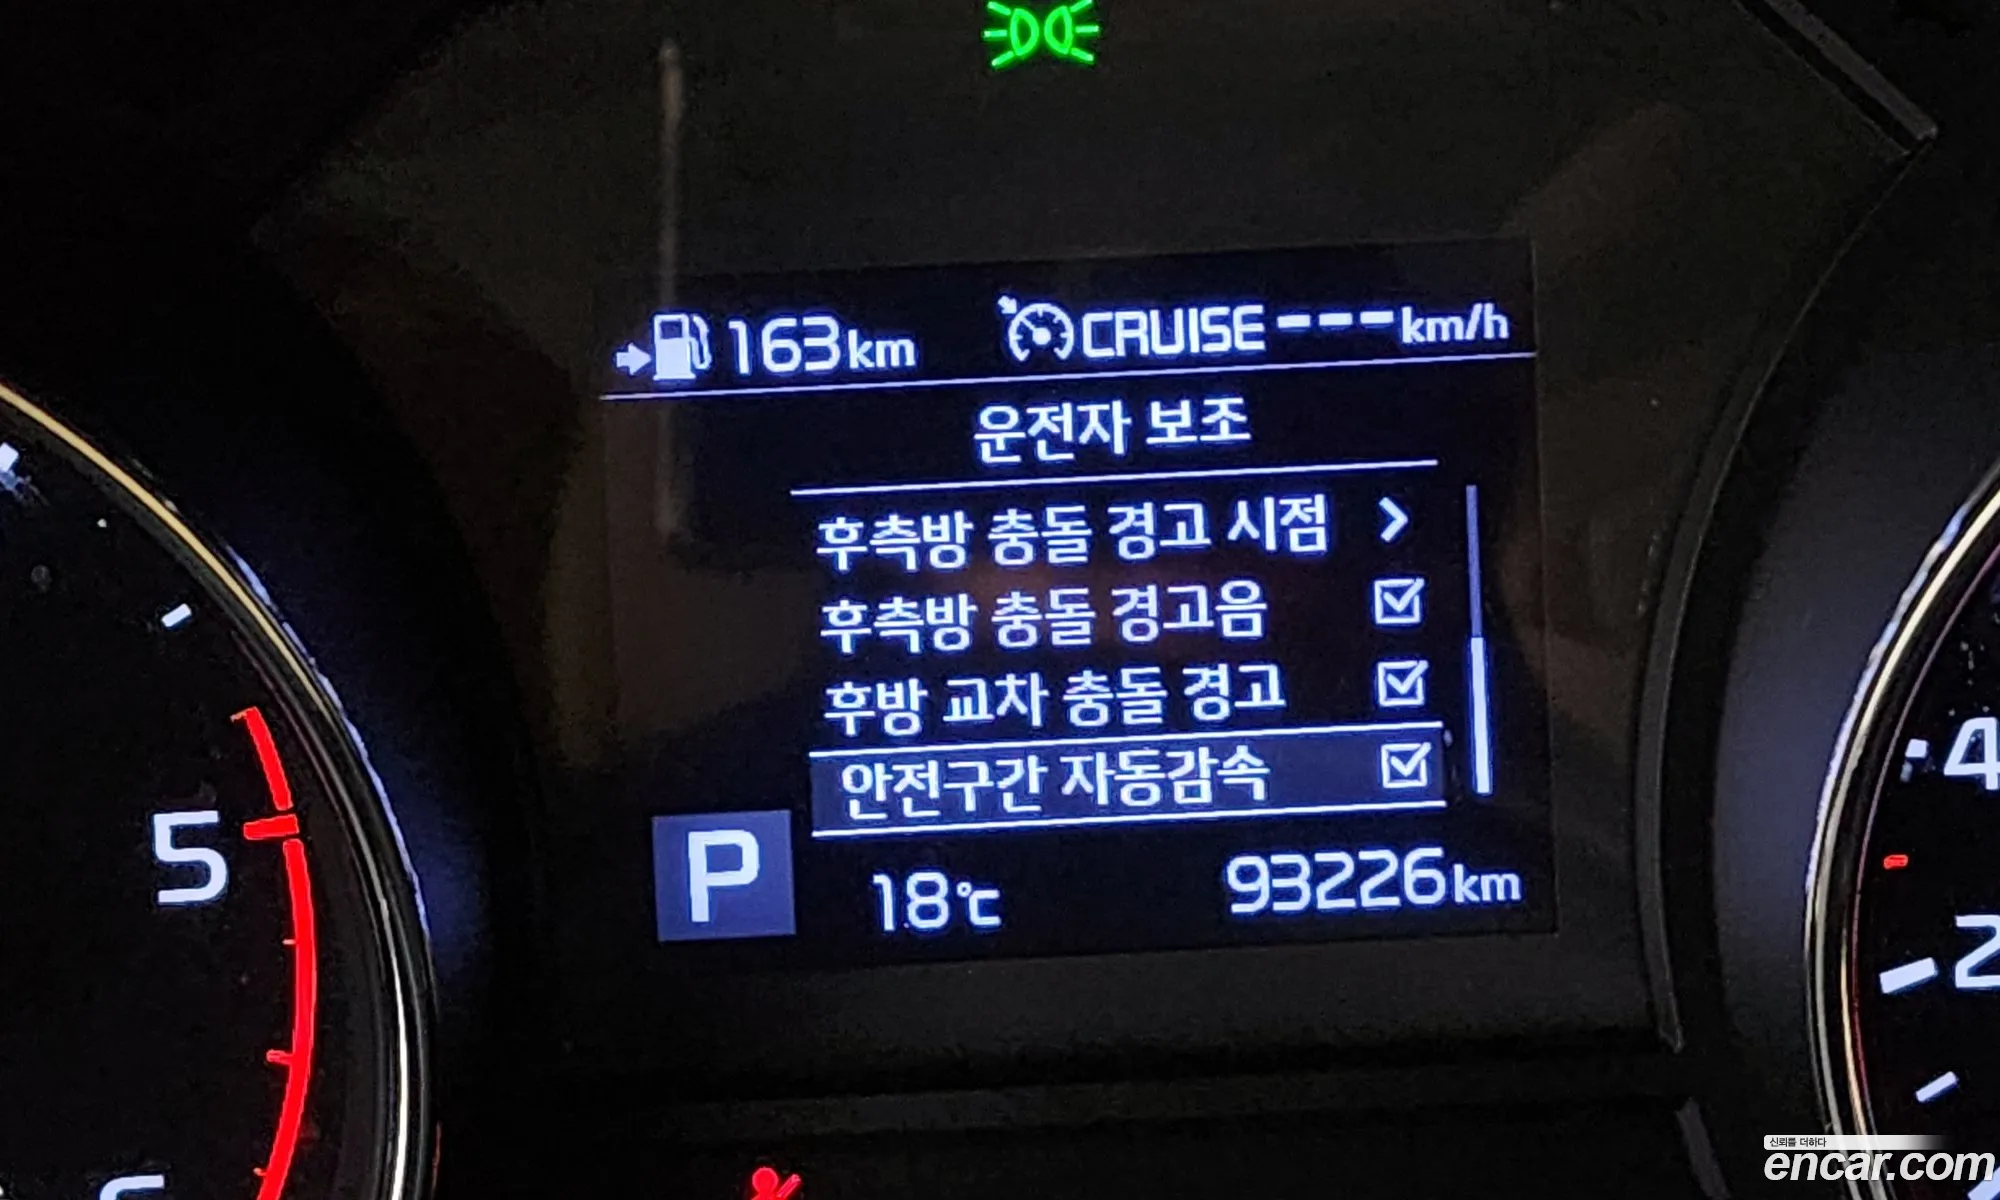 163km CRUISE ---km/h
운전자 보조
후측방 충돌 경고 시점 >
후측방 충돌 경고음
후방 교차 충돌 경고
안전구간 자동감속
P 18℃ 93226km
5
4
2
신뢰를 더하다
encar.com